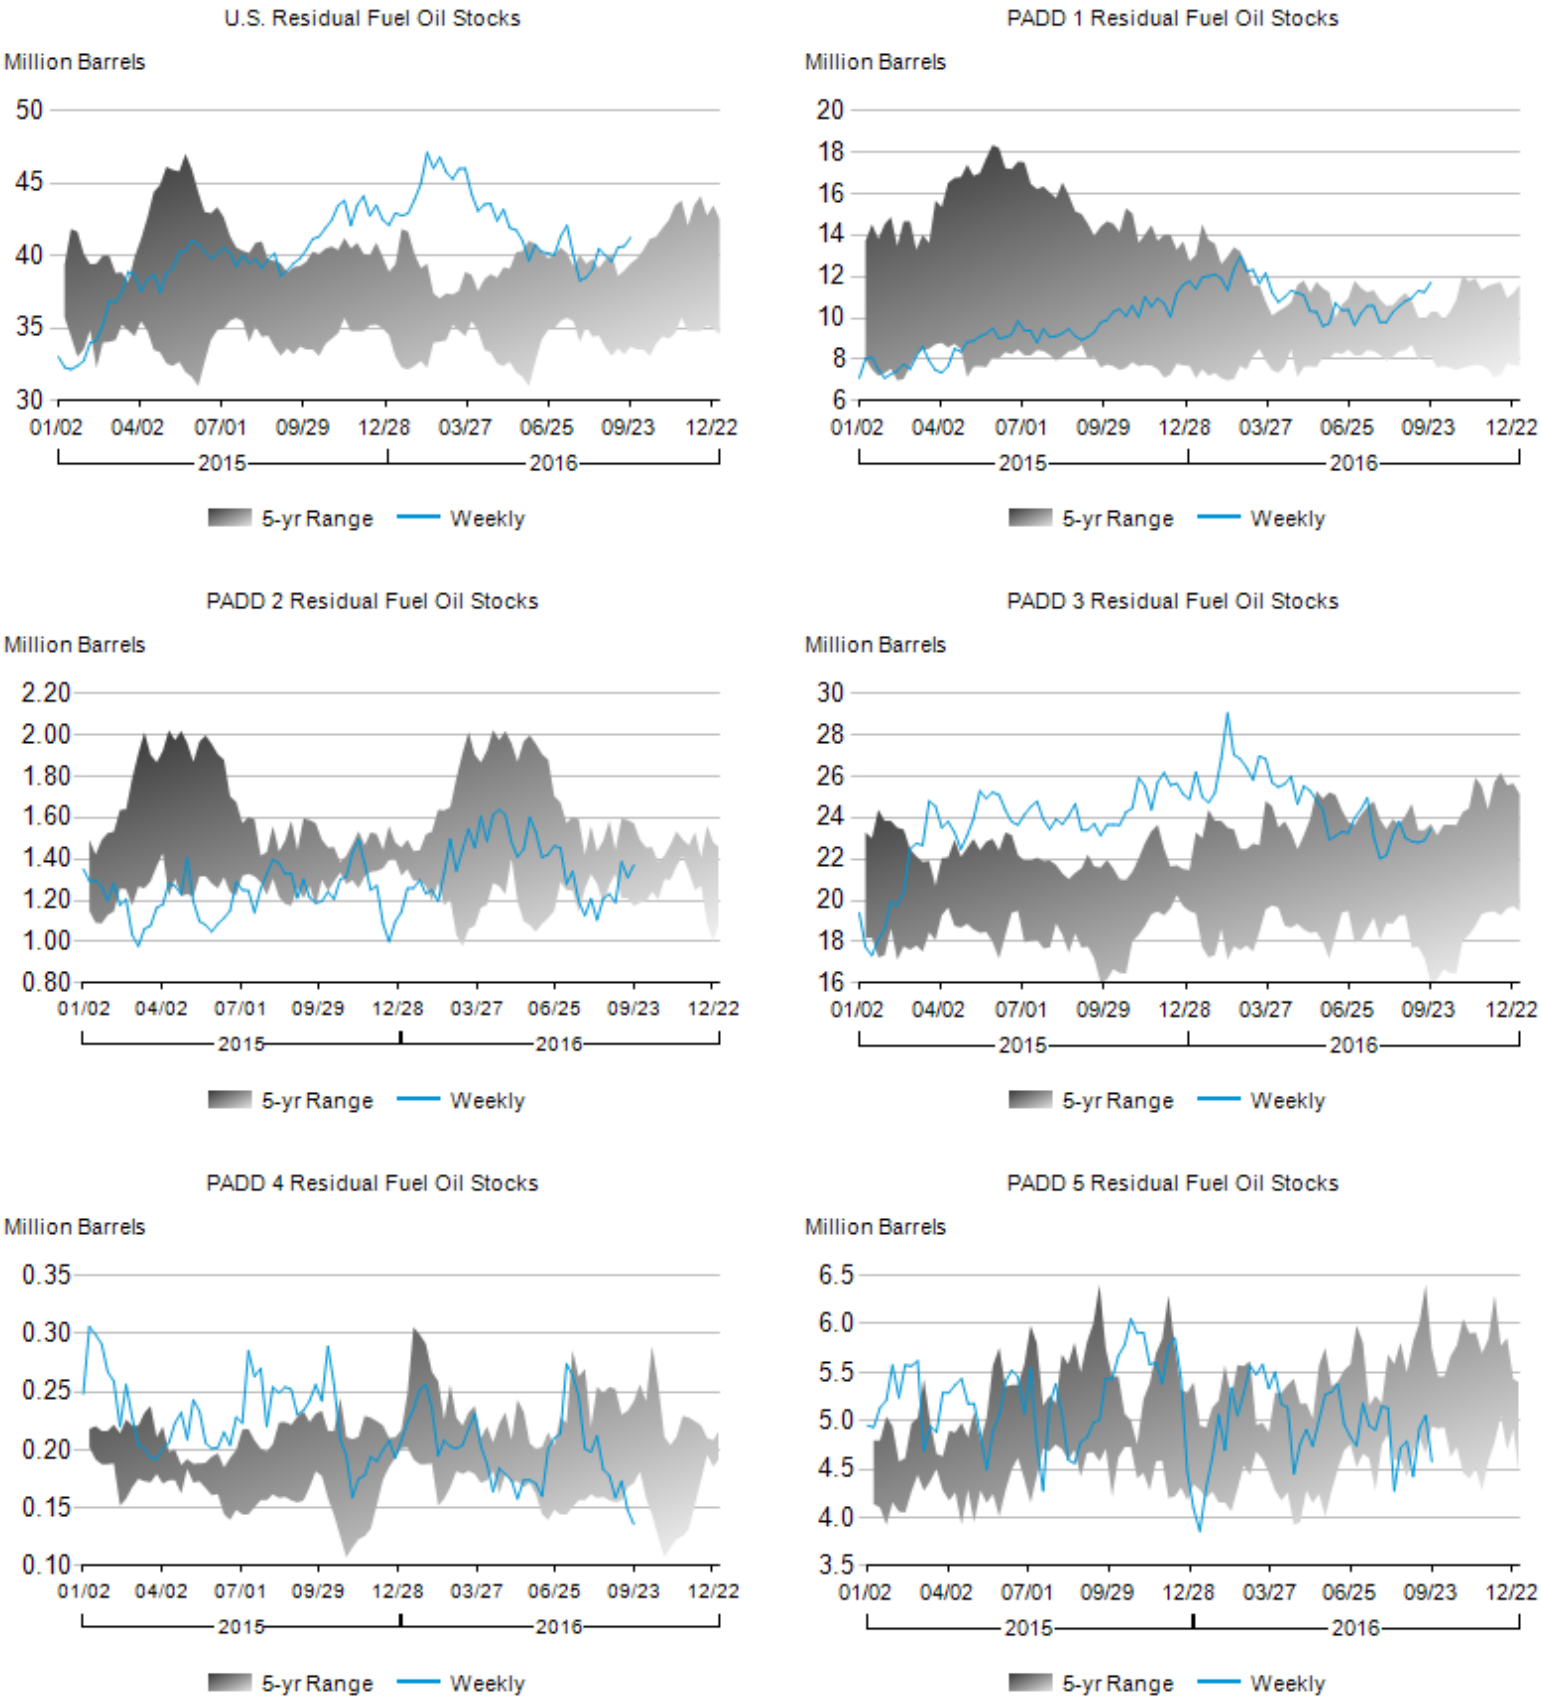 U.S. Residual Fuel Oil Stocks
Million Barrels
50
45
40
35
30
01/02 04/02 07/01 09/29 12/28 03/27 06/25 09/23 12/22
2015 2016
5-yr Range Weekly
PADD 1 Residual Fuel Oil Stocks
Million Barrels
20
18
16
14
12
10
8
6
01/02 04/02 07/01 09/29 12/28 03/27 06/25 09/23 12/22
2015 2016
5-yr Range Weekly
PADD 2 Residual Fuel Oil Stocks
Million Barrels
2.20
2.00
1.80
1.60
1.40
1.20
1.00
0.80
01/02 04/02 07/01 09/29 12/28 03/27 06/25 09/23 12/22
2015 2016
5-yr Range Weekly
PADD 3 Residual Fuel Oil Stocks
Million Barrels
30
28
26
24
22
20
18
16
01/02 04/02 07/01 09/29 12/28 03/27 06/25 09/23 12/22
2015 2016
5-yr Range Weekly
PADD 4 Residual Fuel Oil Stocks
Million Barrels
0.35
0.30
0.25
0.20
0.15
0.10
01/02 04/02 07/01 09/29 12/28 03/27 06/25 09/23 12/22
2015 2016
5-yr Range Weekly
PADD 5 Residual Fuel Oil Stocks
Million Barrels
6.5
6.0
5.5
5.0
4.5
4.0
3.5
01/02 04/02 07/01 09/29 12/28 03/27 06/25 09/23 12/22
2015 2016
5-yr Range Weekly